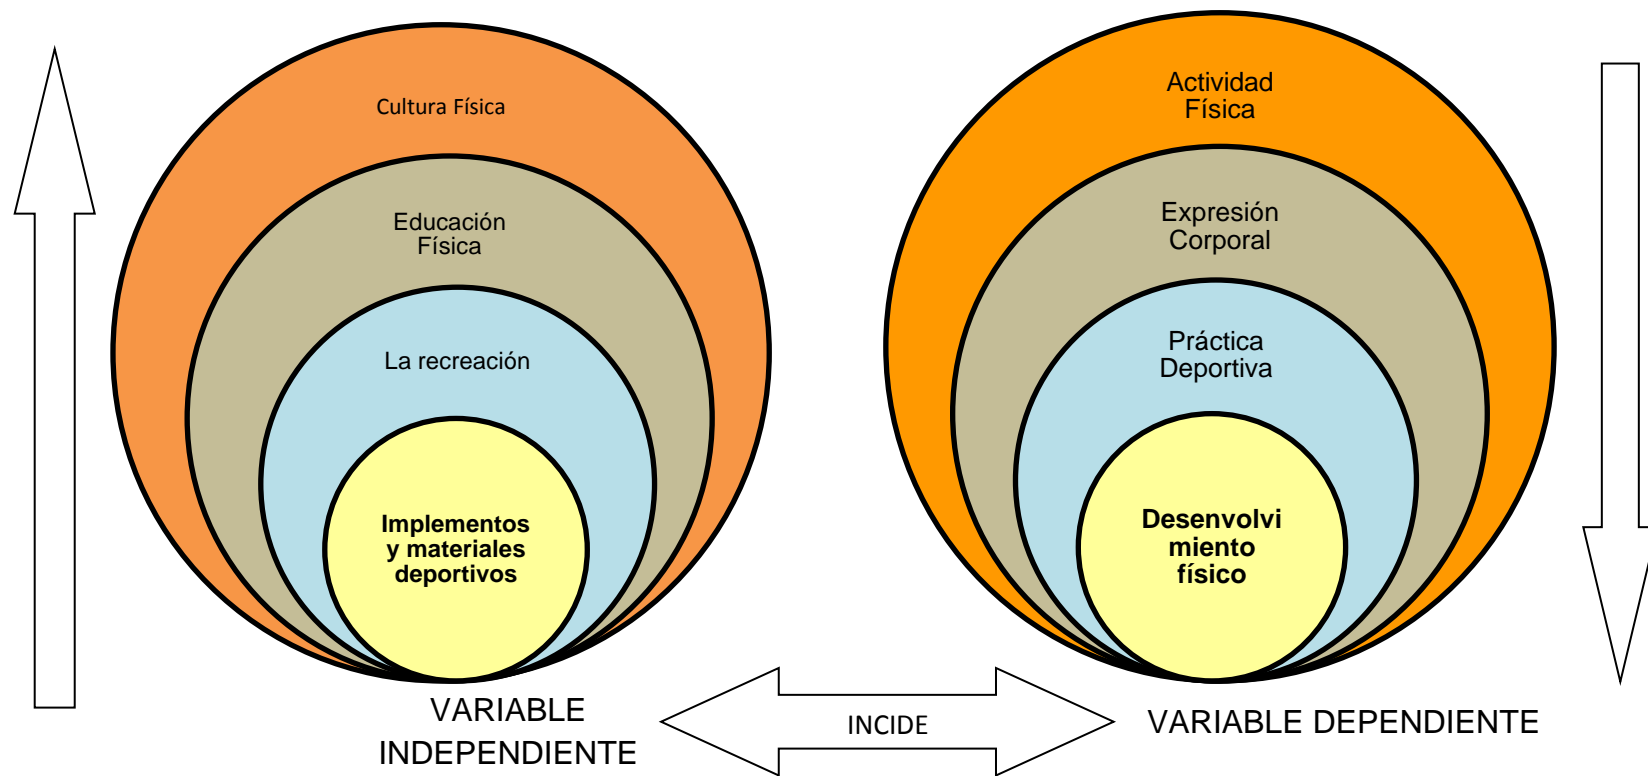 Cultura Física
Educación
Física
La recreación
Implementos
y materiales
deportivos
VARIABLE
INDEPENDIENTE
INCIDE
Actividad
Física
Expresión
Corporal
Práctica
Deportiva
Desenvolvi
miento
físico
VARIABLE DEPENDIENTE